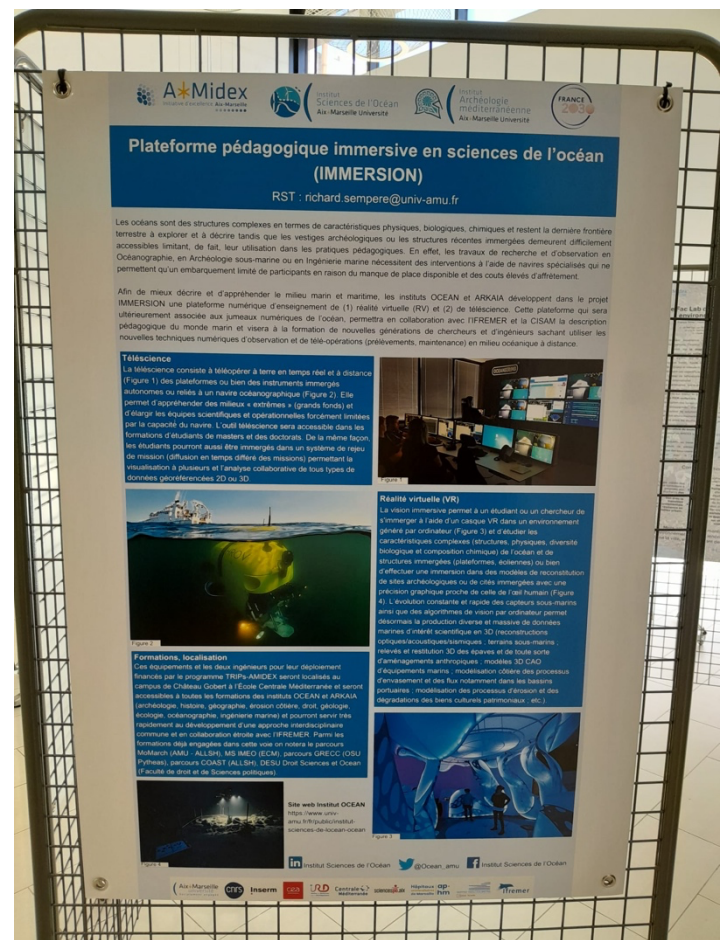 A*Midex
Initiative d'excellence Aix-Marseille
Institut
Sciences de l'Océan
Aix-Marseille Université
Institut
Archéologie
méditerranéenne
Aix-Marseille Université
FRANCE
2030
Plateforme pédagogique immersive en sciences de l'océan
(IMMERSION)
RST : richard.sempere@univ-amu.fr
Les océans sont des structures complexes en termes de caractéristiques physiques, biologiques, chimiques et restent la dernière frontière
terrestre à explorer et à décrire tandis que les vestiges archéologiques ou les structures récentes immergées demeurent difficilement
accessibles limitant, de fait, leur utilisation dans les pratiques pédagogiques. En effet, les travaux de recherche et d'observation en
Océanographie, en Archéologie sous-marine ou en Ingénierie marine nécessitent des interventions à l'aide de navires spécialisés qui ne
permettent qu'un embarquement limité de participants en raison du manque de place disponible et des couts élevés d'affrètement.
Afin de mieux décrire et d'appréhender le milieu marin et maritime, les instituts OCEAN et ARKAIA développent dans le projet
IMMERSION une plateforme numérique d'enseignement de (1) réalité virtuelle (RV) et (2) de téléscience. Cette plateforme qui sera
ultérieurement associée aux jumeaux numériques de l'océan, permettra en collaboration avec l'IFREMER et la CISAM la description
pédagogique du monde marin et visera à la formation de nouvelles générations de chercheurs et d'ingénieurs sachant utiliser les
nouvelles techniques numériques d'observation et de télé-opérations (prélèvements, maintenance) en milieu océanique à distance.
Téléscience
La téléscience consiste à téléopérer à terre en temps réel et à distance
(Figure 1) des plateformes ou bien des instruments immergés
autonomes ou reliés à un navire océanographique (Figure 2). Elle
permet d'appréhender des milieux « extrêmes » (grands fonds) et
d'élargir les équipes scientifiques et opérationnelles forcément limitées
par la capacité du navire. L'outil téléscience sera accessible dans les
formations d'étudiants de masters et des doctorats. De la même façon,
les étudiants pourront aussi être immergés dans un système de rejeu
de mission (diffusion en temps différé des missions) permettant la
visualisation à plusieurs et l'analyse collaborative de tous types de
données géoréférencées 2D ou 3D.
Figure 1
Figure 2
Réalité virtuelle (VR)
La vision immersive permet à un étudiant ou un chercheur de
s'immerger à l'aide d'un casque VR dans un environnement
généré par ordinateur (Figure 3) et d'étudier les
caractéristiques complexes (structures, physiques, diversité
biologique et composition chimique) de l'océan et de
structures immergées (plateformes, éoliennes) ou bien
d'effectuer une immersion dans des modèles de reconstitution
de sites archéologiques ou de cités immergées avec une
précision graphique proche de celle de l'œil humain (Figure
4). L'évolution constante et rapide des capteurs sous-marins
ainsi que des algorithmes de vision par ordinateur permet
désormais la production diverse et massive de données
marines d'intérêt scientifique en 3D (reconstructions
optiques/acoustiques/sismiques ; terrains sous-marins ;
relevés et restitution 3D des épaves et de toute sorte
d'aménagements anthropiques ; modèles 3D CAO
d'équipements marins ; modélisation côtière des processus
d'envasement et des flux notamment dans les bassins
portuaires ; modélisation des processus d'érosion et des
dégradations des biens culturels patrimoniaux ; etc.)
Formations, localisation
Ces équipements et les deux ingénieurs pour leur déploiement
financés par le programme TRIPs-AMIDEX seront localisés au
campus de Château Gobert à l'École Centrale Méditerranée et seront
accessibles à toutes les formations des instituts OCEAN et ARKAIA
(archéologie, histoire, géographie, érosion côtière, droit, géologie,
écologie, océanographie, ingénierie marine) et pourront servir très
rapidement au développement d'une approche interdisciplinaire
commune et en collaboration étroite avec l'IFREMER. Parmi les
formations déjà engagées dans cette voie on notera le parcours
MoMarch (AMU - ALLSH), MS IMEO (ECM), parcours GRECC (OSU
Pytheas), parcours COAST (ALLSH), DESU Droit Sciences et Ocean
(Faculté de droit et de Sciences politiques)
Figure 4
Site web Institut OCEAN
https://www.univ-
amu.fr/fr/public/institut-
sciences-de-locean-ocean
Figure 3
in Institut Sciences de l'Océan
@Ocean_amu
f Institut Sciences de l'Océan
Aix-Marseille
cnrs
Inserm
cea
IRD
Centrale
Méditerranée
sciencespo aix
Hôpitaux
ap-
hm
Ifremer